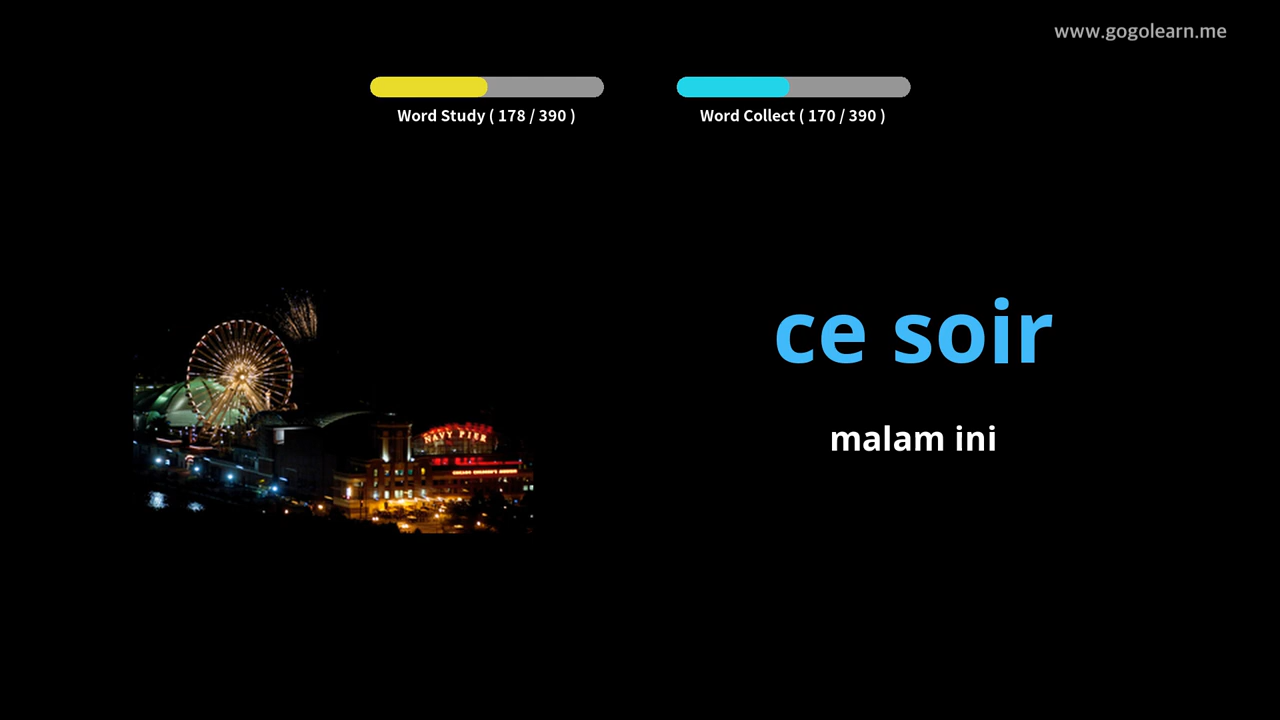 www.gogolearn.me
Word Study ( 178 / 390 )
Word Collect ( 170 / 390 )
ce soir
malam ini
NAVY PIER